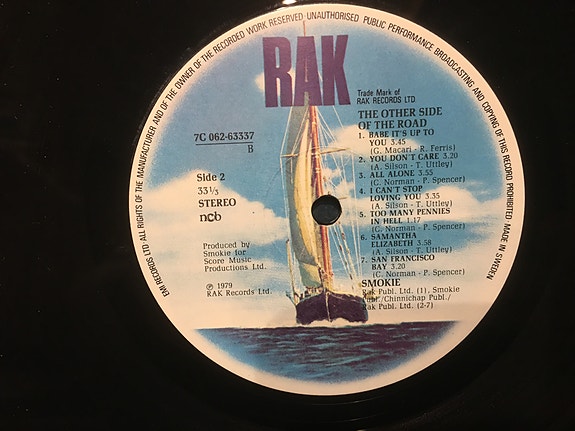 EMI RECORDS LTD ALL RIGHTS OF THE MANUFACTURER AND OF THE OWNER OF THE RECORDED WORK RESERVED · UNAUTHORISED PUBLIC PERFORMANCE BROADCASTING AND COPYING OF THIS RECORD PROHIBITED MADE IN SWEDEN
RAK
Trade Mark of
RAK RECORDS LTD.
7C 062-63337
B
Side 2
33⅓
STEREO
ncb
Produced by
Smokie for
Score Music
Productions Ltd.
℗ 1979
RAK Records Ltd.
THE OTHER SIDE
OF THE ROAD
1. BABE IT'S UP TO
YOU 3.45
(G. Macari - R. Ferris)
2. YOU DON'T CARE 3.20
(A. Silson - T. Uttley)
3. ALL ALONE 3.55
(C. Norman - P. Spencer)
4. I CAN'T STOP
LOVING YOU 3.35
(A. Silson - T. Uttley)
5. TOO MANY PENNIES
IN HELL 1.17
(C. Norman - P. Spencer)
6. SAMANTHA
ELIZABETH 3.58
(A. Silson - T. Uttley)
7. SAN FRANCISCO
BAY 3.20
(C. Norman - P. Spencer)
SMOKIE
Rak Publ. Ltd. (1), Smokie
Publ./Chinnichap Publ./
Rak Publ. Ltd. (2-7)